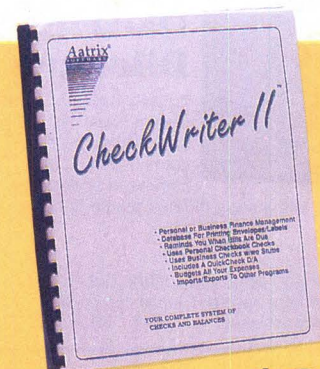 Aatrix®
SOFTWARE
CheckWriter II™
· Personal or Business Finance Management
· Database For Printing Envelopes/Labels
· Reminds You When Bills Are Due
· Uses Personal Checkbook Checks
· Uses Business Checks w/wo Stubs
· Includes A QuickCheck D/A
· Budgets All Your Expenses
· Imports/Exports To Other Programs
YOUR COMPLETE SYSTEM OF
CHECKS AND BALANCES